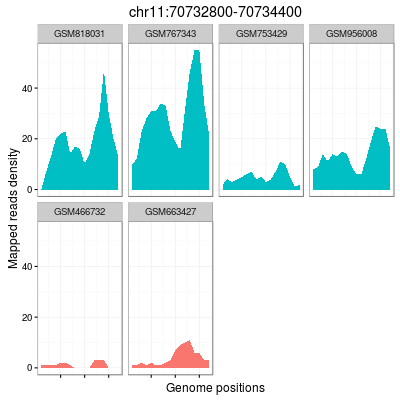 chr11:70732800-70734400
GSM818031 GSM767343 GSM753429 GSM956008
40
20
0
GSM466732 GSM663427
40
20
0
Mapped reads density
Genome positions